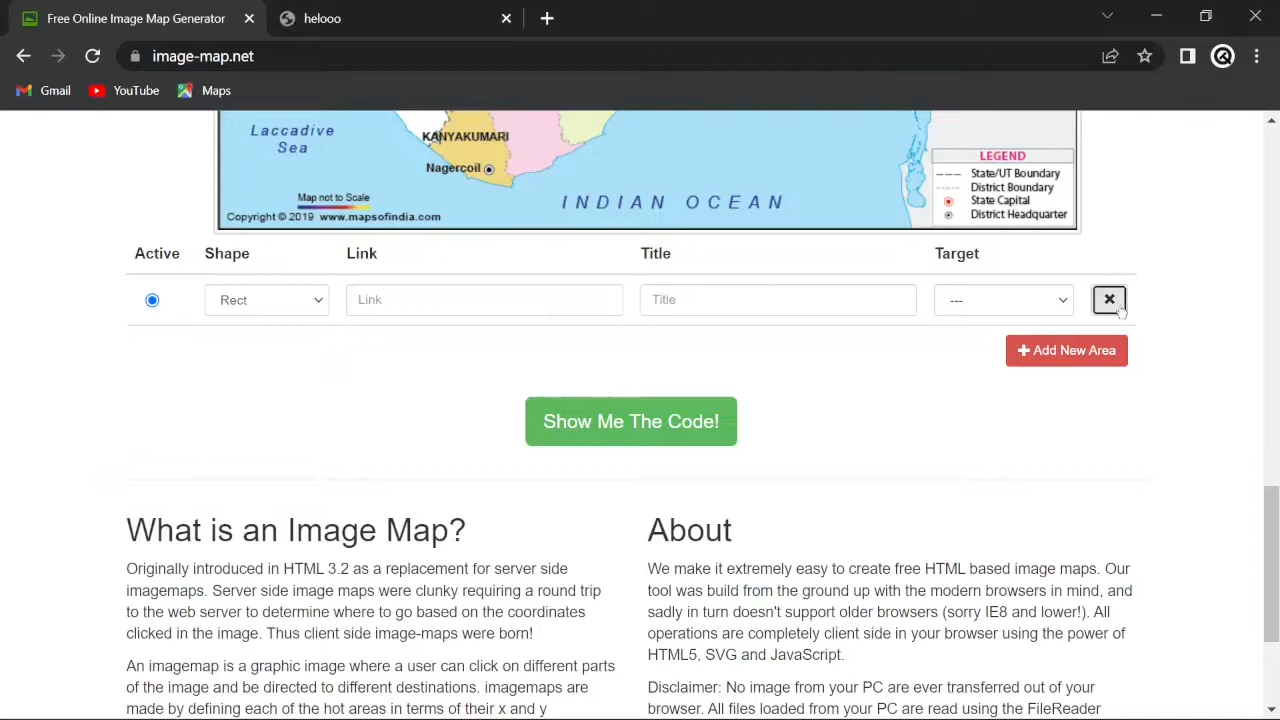 Free Online Image Map Generator
helooo
image-map.net
Gmail
YouTube
Maps
Laccadive
Sea
KANYAKUMARI
Nagercoil
Map not to Scale
Copyright © 2019 www.mapsofindia.com
INDIAN OCEAN
LEGEND
State/UT Boundary
District Boundary
State Capital
District Headquarter
Active Shape Link Title Target
Rect Link Title ---
Add New Area
Show Me The Code!
What is an Image Map?
Originally introduced in HTML 3.2 as a replacement for server side
imagemaps. Server side image maps were clunky requiring a round trip
to the web server to determine where to go based on the coordinates
clicked in the image. Thus client side image-maps were born!
An imagemap is a graphic image where a user can click on different parts
of the image and be directed to different destinations. imagemaps are
made by defining each of the hot areas in terms of their x and y
About
We make it extremely easy to create free HTML based image maps. Our
tool was build from the ground up with the modern browsers in mind, and
sadly in turn doesn't support older browsers (sorry IE8 and lower!). All
operations are completely client side in your browser using the power of
HTML5, SVG and JavaScript.
Disclaimer: No image from your PC are ever transferred out of your
browser. All files loaded from your PC are read using the FileReader